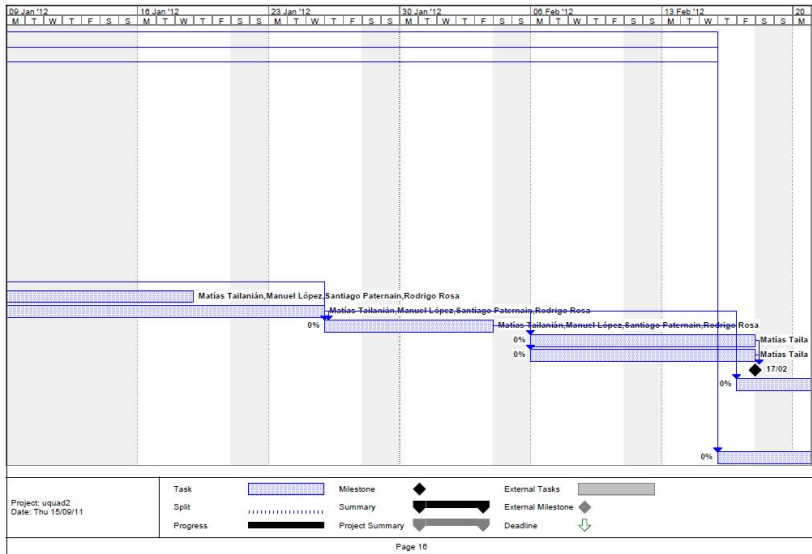 09 Jan '12 16 Jan '12 23 Jan '12 30 Jan '12 06 Feb '12 13 Feb '12 20
M T W T F S S M T W T F S S M T W T F S S M T W T F S S M T W T F S S M T W T F S S M
Matías Tailanián,Manuel López,Santiago Paternain,Rodrigo Rosa
Matías Tailanián,Manuel López,Santiago Paternain,Rodrigo Rosa
0% Matías Tailanián,Manuel López,Santiago Paternain,Rodrigo Rosa
0% Matías Taila
0% Matías Taila
17/02
0%
0%
Project: uquad2
Date: Thu 15/09/11
Task Milestone External Tasks
Split Summary External Milestone
Progress Project Summary Deadline
Page 16